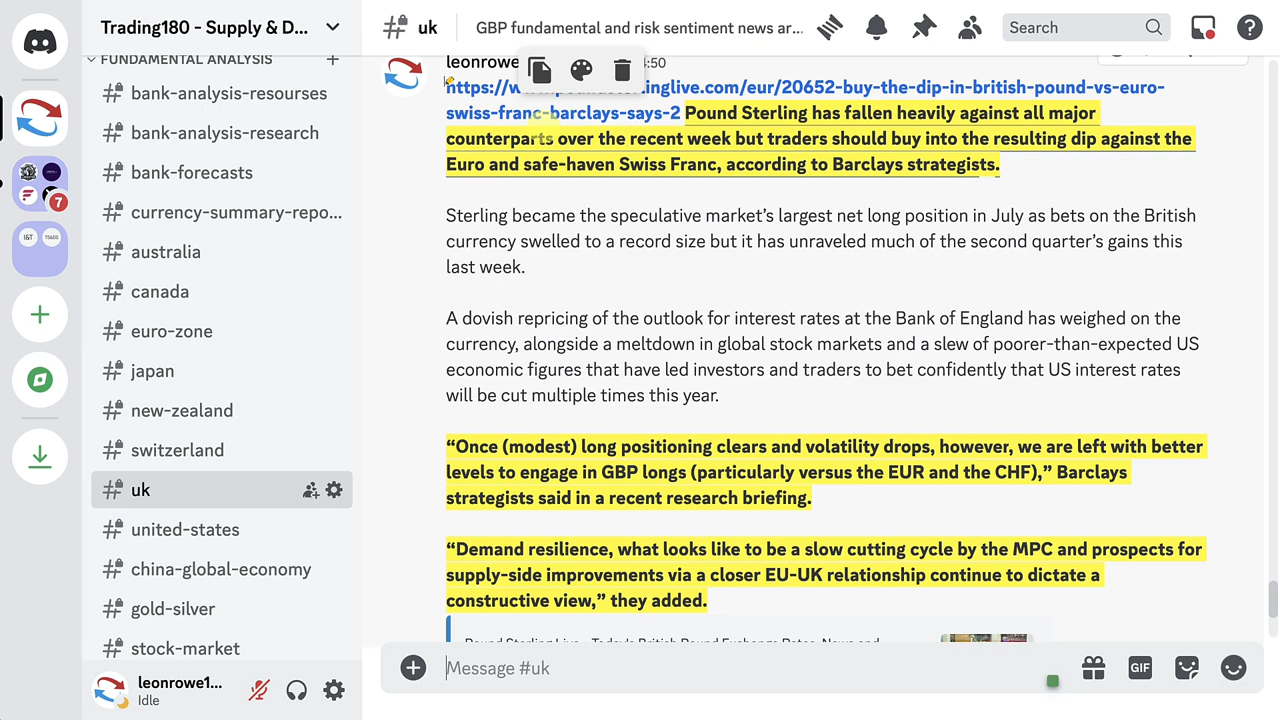 Trading180 - Supply & D...
FUNDAMENTAL ANALYSIS
bank-analysis-resourses
bank-analysis-research
bank-forecasts
currency-summary-repo...
australia
canada
euro-zone
japan
new-zealand
switzerland
uk
united-states
china-global-economy
gold-silver
stock-market
7
leonrowe1...
Idle
uk
GBP fundamental and risk sentiment news ar...
Search
leonrowe
4:50
swiss-franc-barclays-says-2 Pound Sterling has fallen heavily against all major
counterparts over the recent week but traders should buy into the resulting dip against the
Euro and safe-haven Swiss Franc, according to Barclays strategists.
Sterling became the speculative market's largest net long position in July as bets on the British
currency swelled to a record size but it has unraveled much of the second quarter's gains this
last week.
A dovish repricing of the outlook for interest rates at the Bank of England has weighed on the
currency, alongside a meltdown in global stock markets and a slew of poorer-than-expected US
economic figures that have led investors and traders to bet confidently that US interest rates
will be cut multiple times this year.
“Once (modest) long positioning clears and volatility drops, however, we are left with better
levels to engage in GBP longs (particularly versus the EUR and the CHF),” Barclays
strategists said in a recent research briefing.
“Demand resilience, what looks like to be a slow cutting cycle by the MPC and prospects for
supply-side improvements via a closer EU-UK relationship continue to dictate a
constructive view,” they added.
Message #uk
GIF